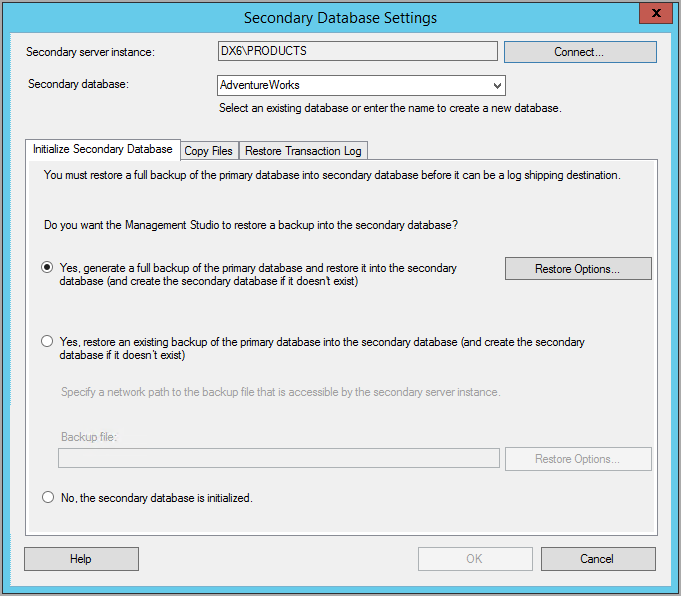 Secondary Database Settings
x
Secondary server instance:
DX6\PRODUCTS
Connect...
Secondary database:
AdventureWorks
Select an existing database or enter the name to create a new database.
Initialize Secondary Database
Copy Files
Restore Transaction Log
You must restore a full backup of the primary database into secondary database before it can be a log shipping destination.
Do you want the Management Studio to restore a backup into the secondary database?
Yes, generate a full backup of the primary database and restore it into the secondary
database (and create the secondary database if it doesn't exist)
Restore Options...
Yes, restore an existing backup of the primary database into the secondary database (and create the secondary
database if it doesn't exist)
Specify a network path to the backup file that is accessible by the secondary server instance.
Backup file:
Restore Options...
No, the secondary database is initialized.
Help
OK
Cancel